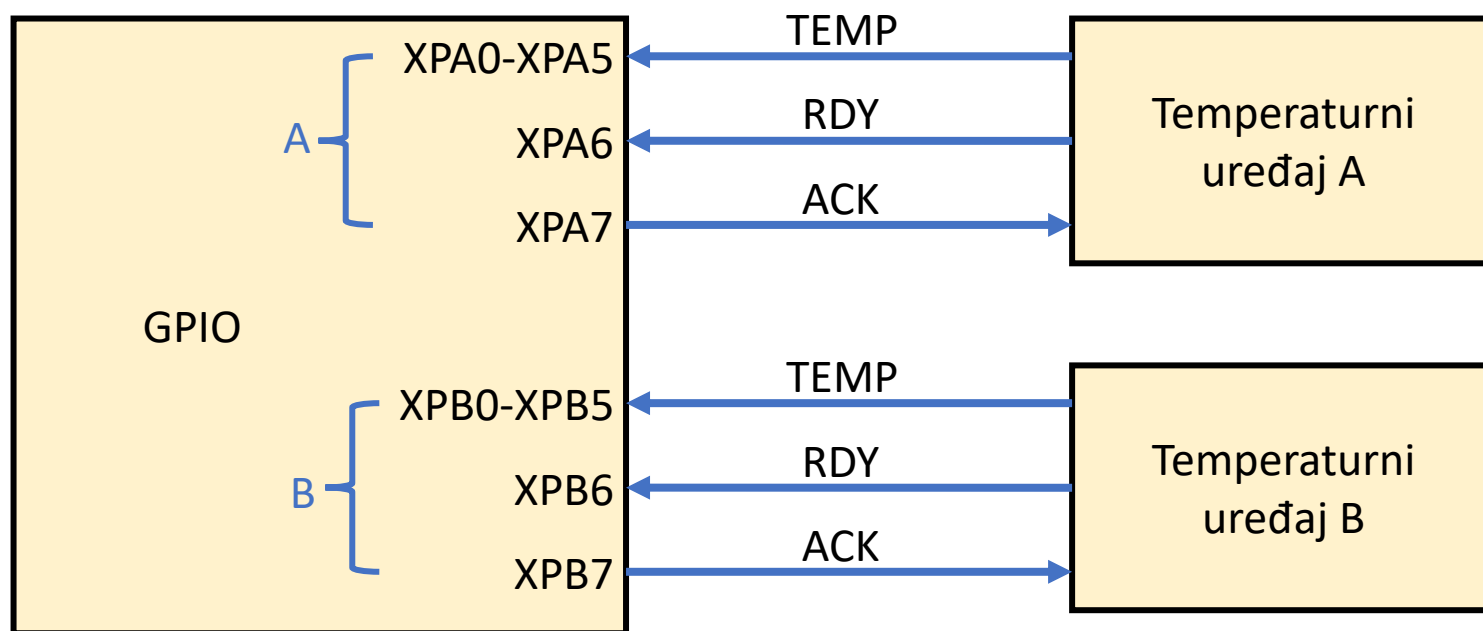 XPA0-XPA5
TEMP
A
XPA6
RDY
XPA7
ACK
Temperaturni
uređaj A
GPIO
XPB0-XPB5
TEMP
B
XPB6
RDY
XPB7
ACK
Temperaturni
uređaj B